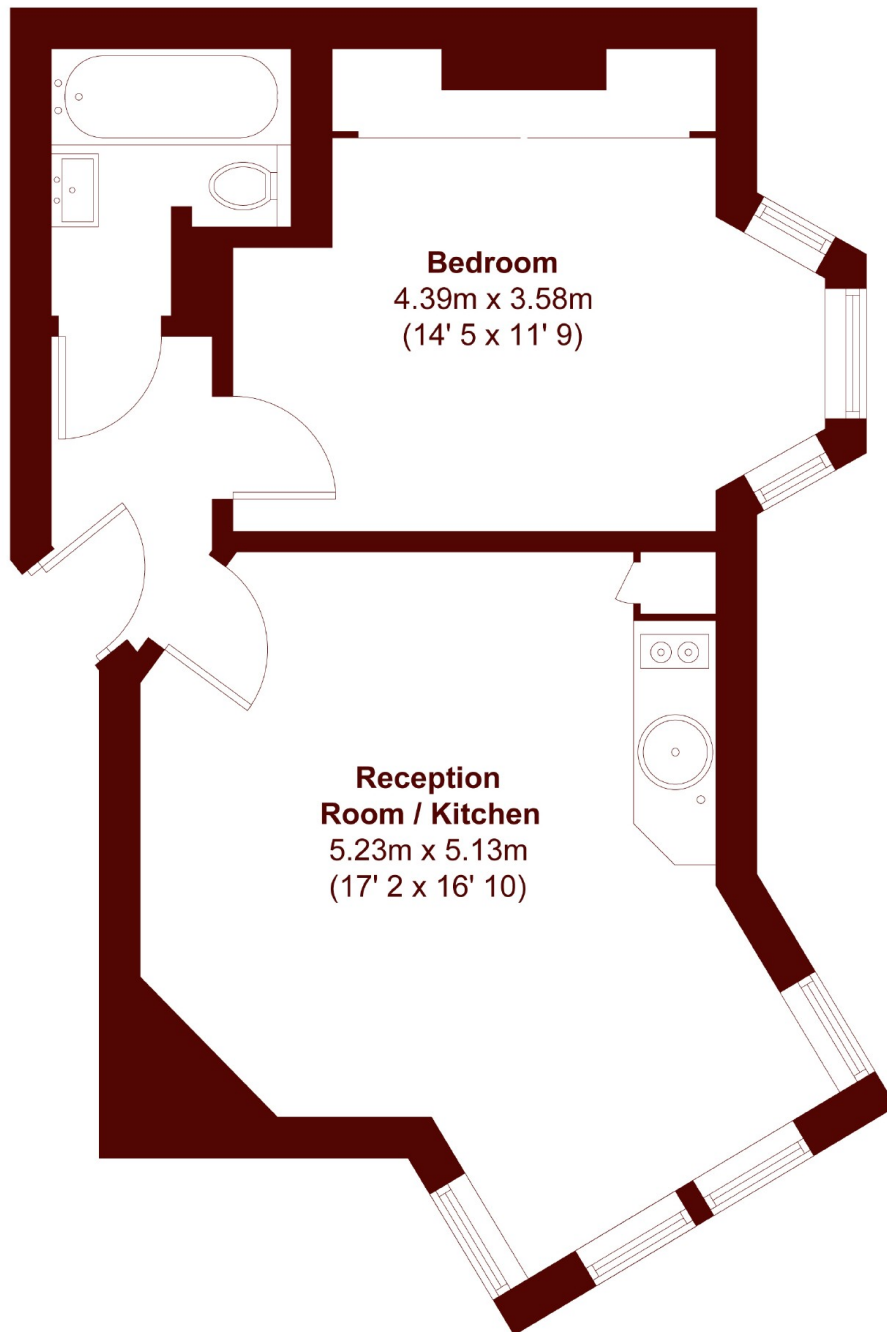 Bedroom
4.39m x 3.58m
(14' 5 x 11' 9)
Reception
Room / Kitchen
5.23m x 5.13m
(17' 2 x 16' 10)